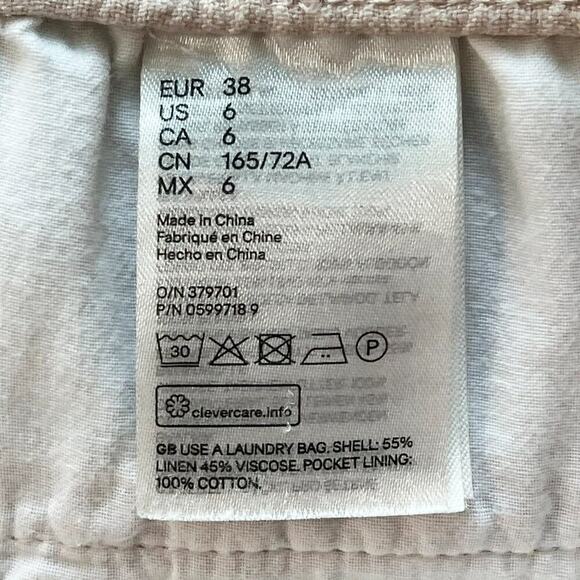 EUR 38
US 6
CA 6
CN 165/72A
MX 6
Made in China
Fabriqué en Chine
Hecho en China
O/N 379701
P/N 0599718 9
30 P
clevercare.info
GB USE A LAUNDRY BAG. SHELL: 55%
LINEN 45% VISCOSE. POCKET LINING:
100% COTTON.